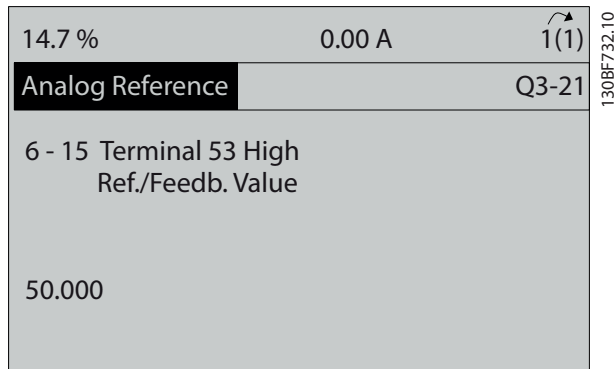 14.7 % 0.00 A 1(1)
Analog Reference Q3-21
6 - 15 Terminal 53 High
Ref./Feedb. Value
50.000
130BF732.10